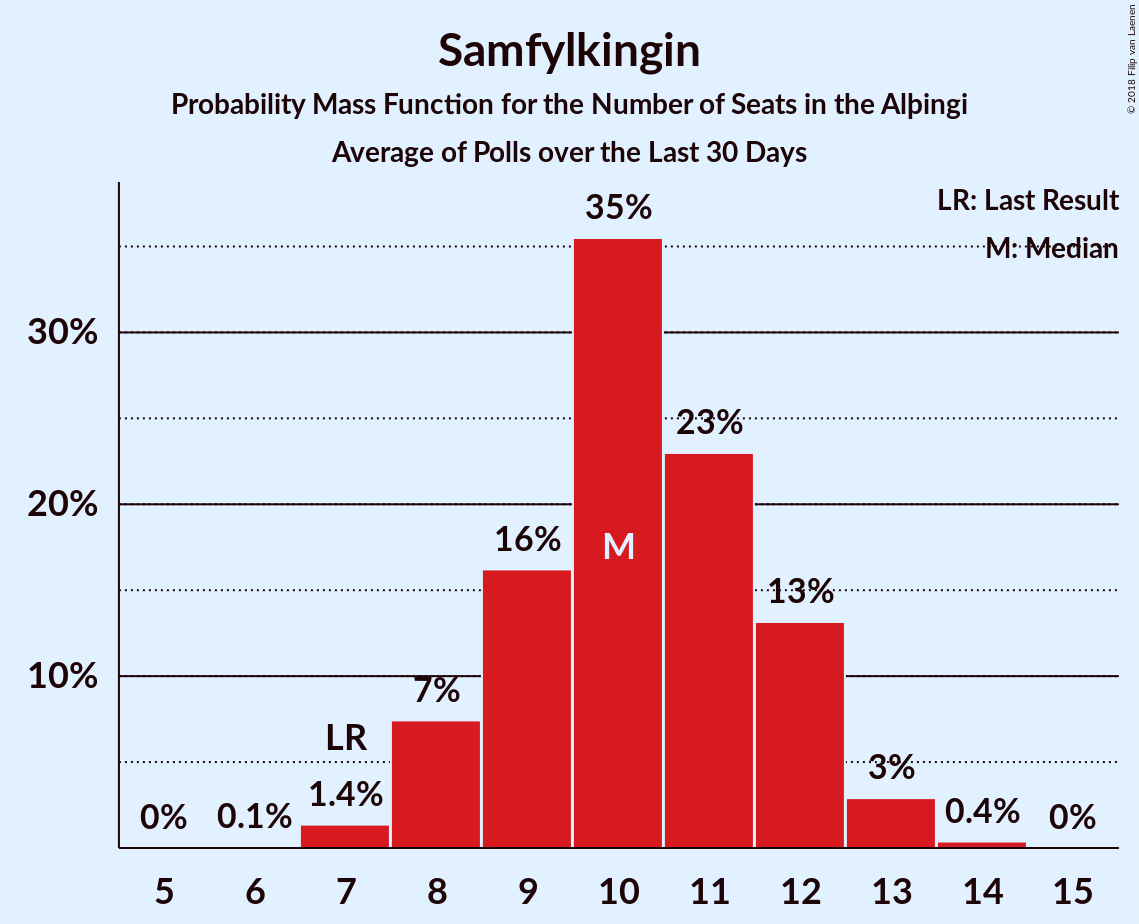 Samfylkingin
Probability Mass Function for the Number of Seats in the Alþingi
Average of Polls over the Last 30 Days
© 2018 Filip van Laenen
LR: Last Result
M: Median
30%
20%
10%
0%
0.1%
LR
1.4%
7%
16%
35%
M
23%
13%
3%
0.4%
0%
5 6 7 8 9 10 11 12 13 14 15